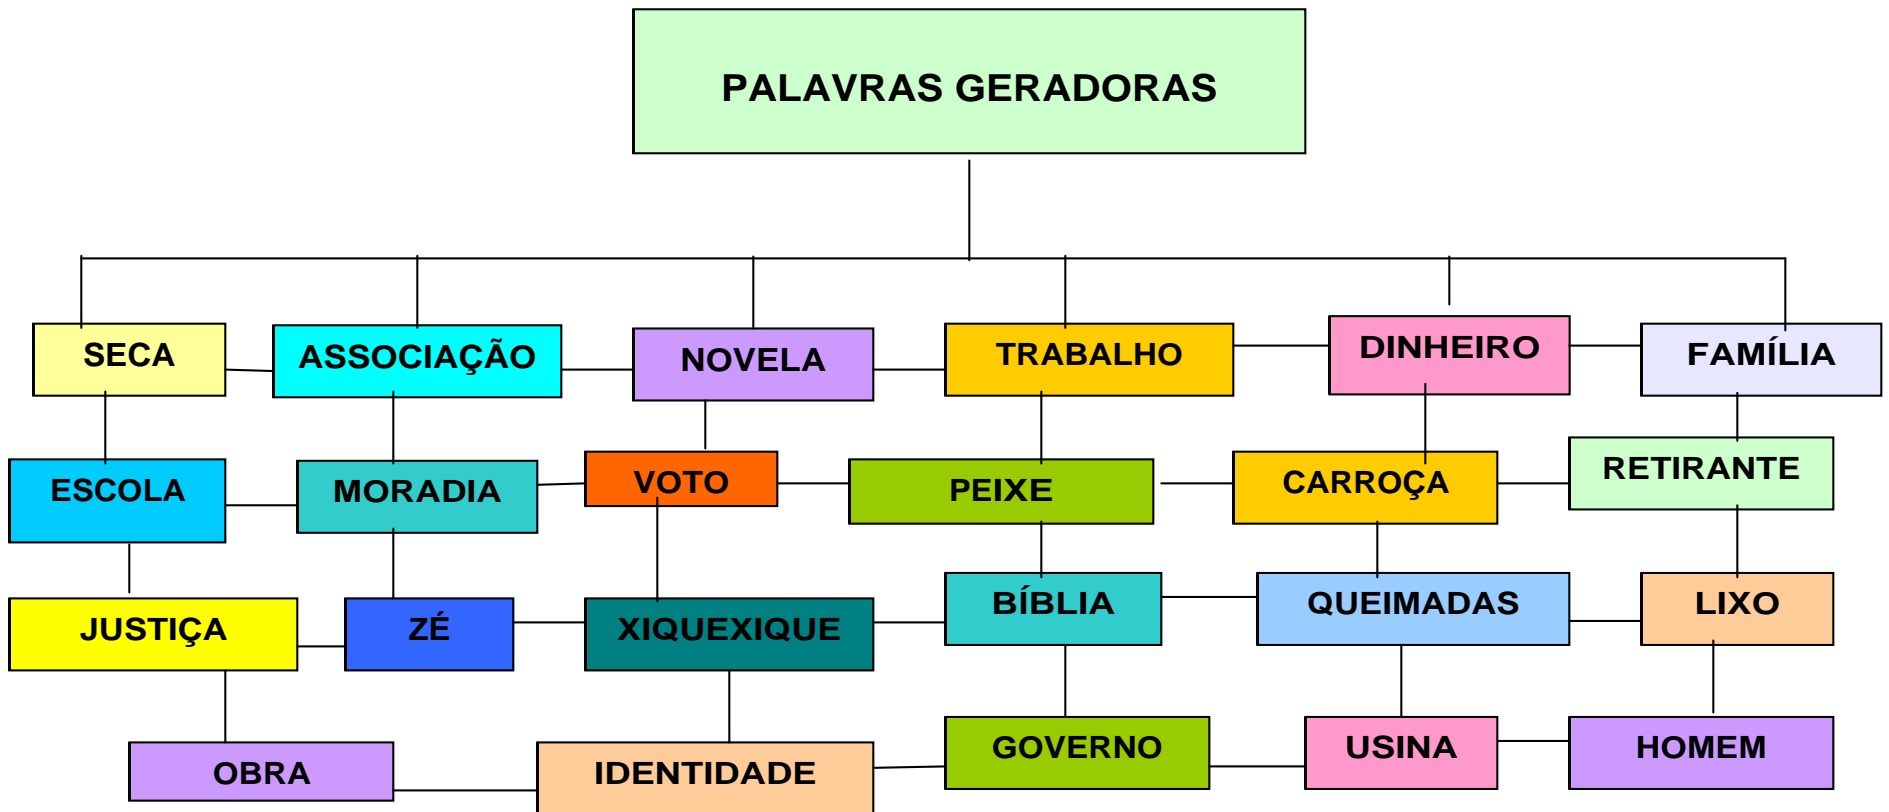 PALAVRAS GERADORAS
SECA
ASSOCIAÇÃO
NOVELA
TRABALHO
DINHEIRO
FAMÍLIA
ESCOLA
MORADIA
VOTO
PEIXE
CARROÇA
RETIRANTE
JUSTIÇA
ZÉ
XIQUEXIQUE
BÍBLIA
QUEIMADAS
LIXO
OBRA
IDENTIDADE
GOVERNO
USINA
HOMEM